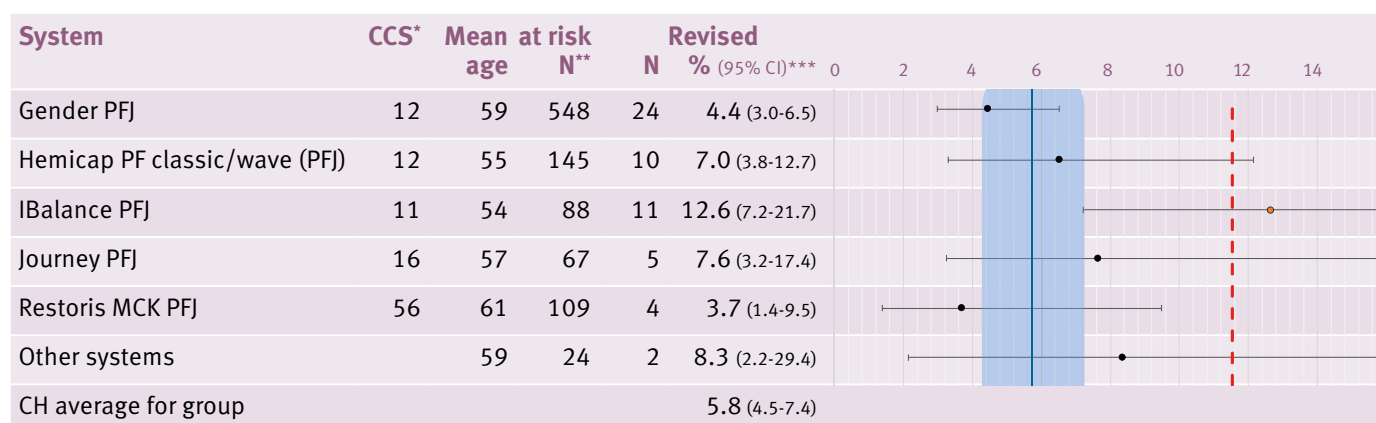 System CCS* Mean at risk Revised
age N** N % (95% CI)*** 0 2 4 6 8 10 12 14
Gender PFJ 12 59 548 24 4.4 (3.0-6.5)
Hemicap PF classic/wave (PFJ) 12 55 145 10 7.0 (3.8-12.7)
IBalance PFJ 11 54 88 11 12.6 (7.2-21.7)
Journey PFJ 16 57 67 5 7.6 (3.2-17.4)
Restoris MCK PFJ 56 61 109 4 3.7 (1.4-9.5)
Other systems 59 24 2 8.3 (2.2-29.4)
CH average for group 5.8 (4.5-7.4)